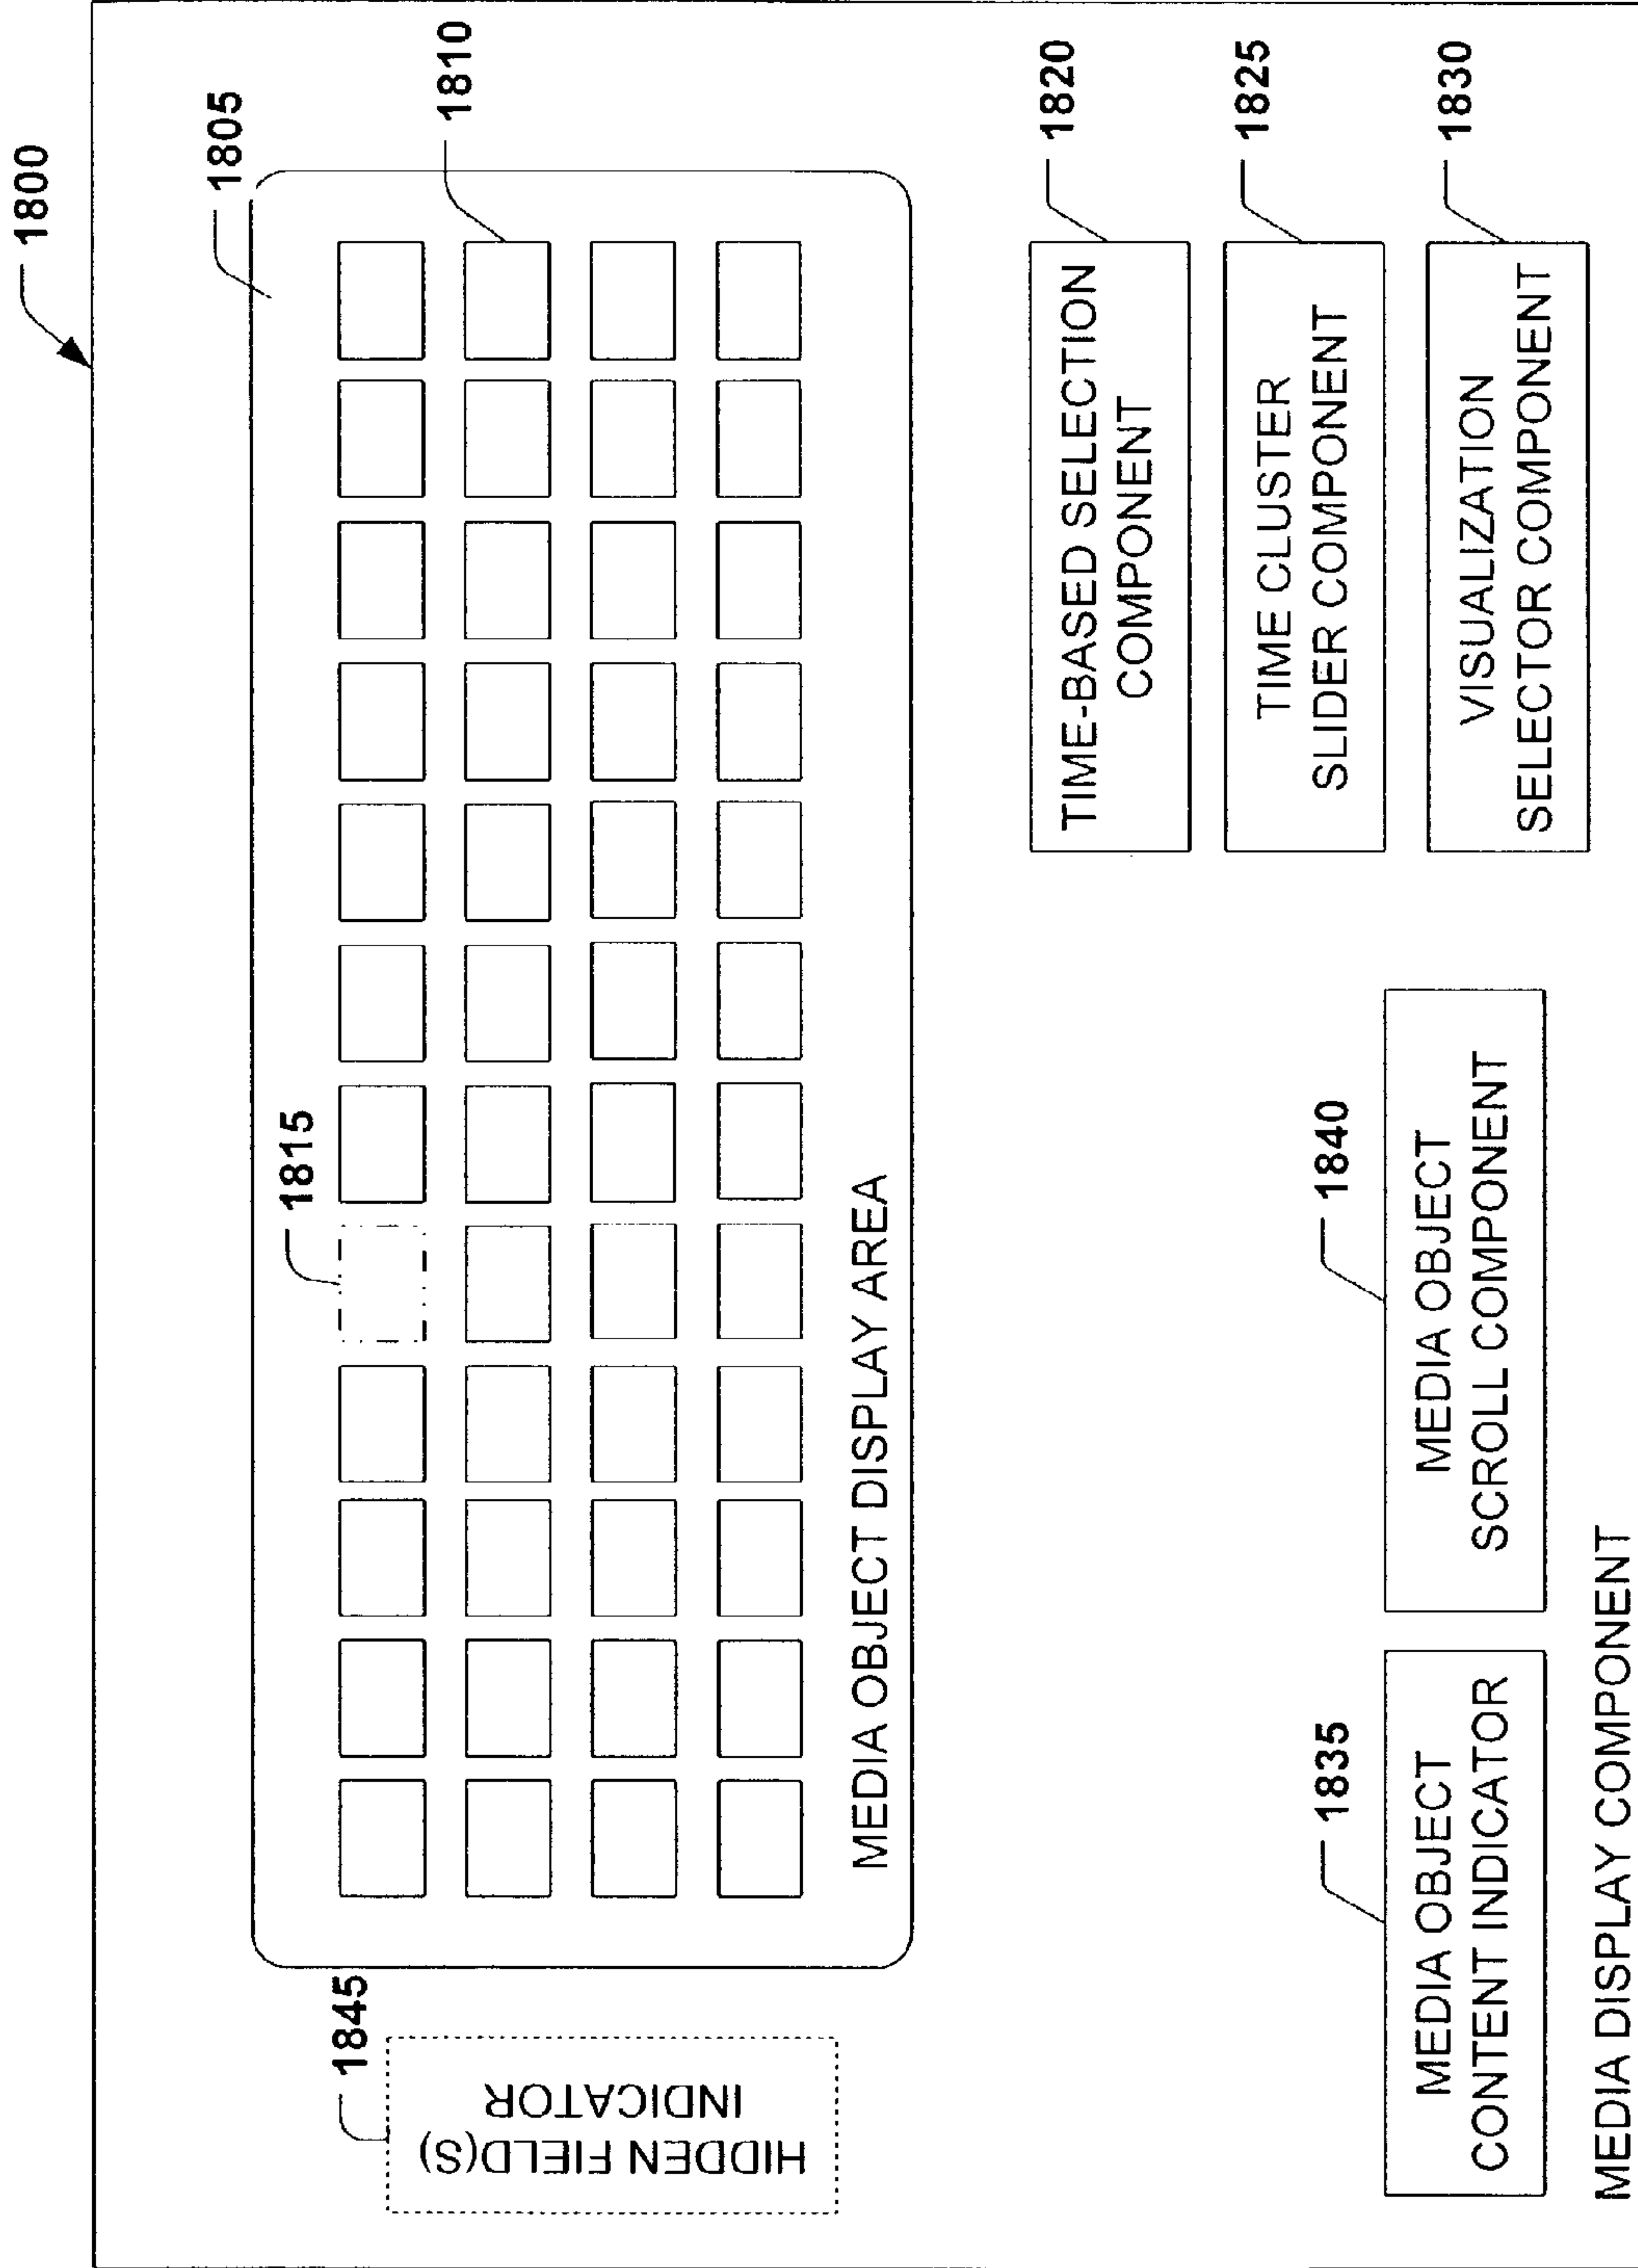 1800
1805
1810
1815
MEDIA OBJECT DISPLAY AREA
1845
HIDDEN FIELD(S)
INDICATOR
1820
TIME-BASED SELECTION
COMPONENT
1825
TIME CLUSTER
SLIDER COMPONENT
1830
VISUALIZATION
SELECTOR COMPONENT
1835
MEDIA OBJECT
CONTENT INDICATOR
1840
MEDIA OBJECT
SCROLL COMPONENT
MEDIA DISPLAY COMPONENT